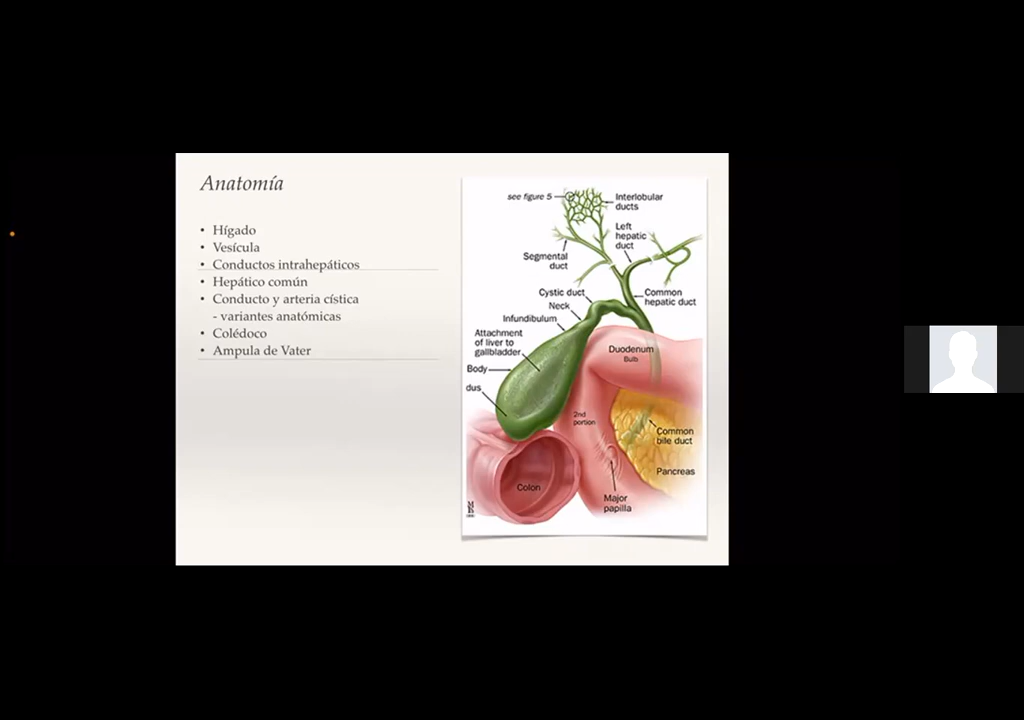 Anatomía
• Hígado
• Vesícula
• Conductos intrahepáticos
• Hepático común
• Conducto y arteria cística
- variantes anatómicas
• Colédoco
• Ampula de Vater
see figure 5
Interlobular
ducts
Left
hepatic
duct
Segmental
duct
Cystic duct
Common
hepatic duct
Neck
Infundibulum
Attachment
of liver to
gallbladder
Duodenum
Bulb
Body
dus
2nd
portion
Common
bile duct
Pancreas
Colon
Major
papilla